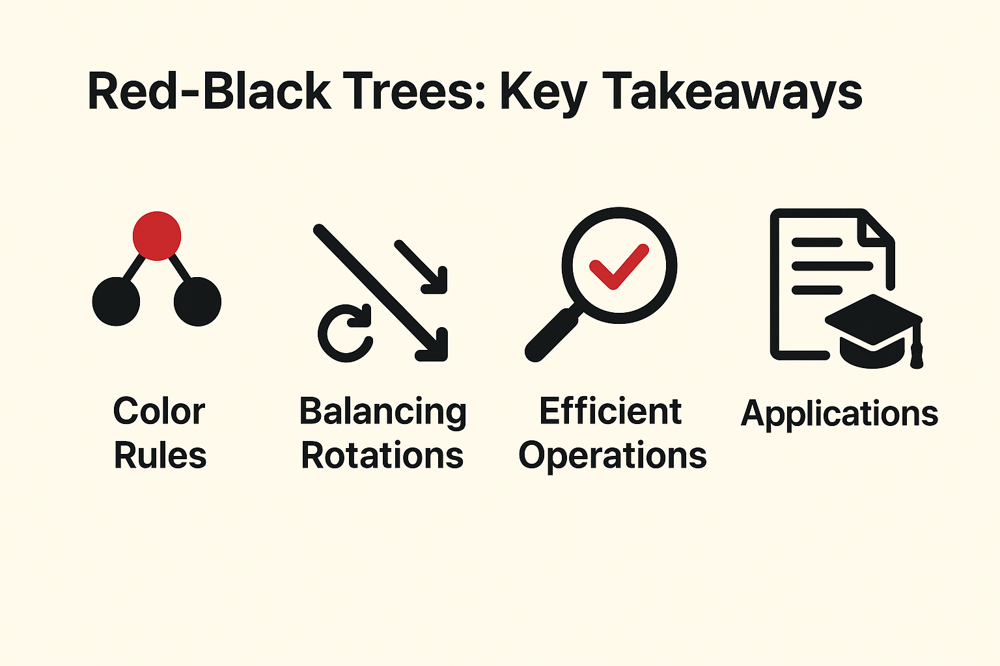 Red-Black Trees: Key Takeaways
Color
Rules
Balancing
Rotations
Efficient
Operations
Applications